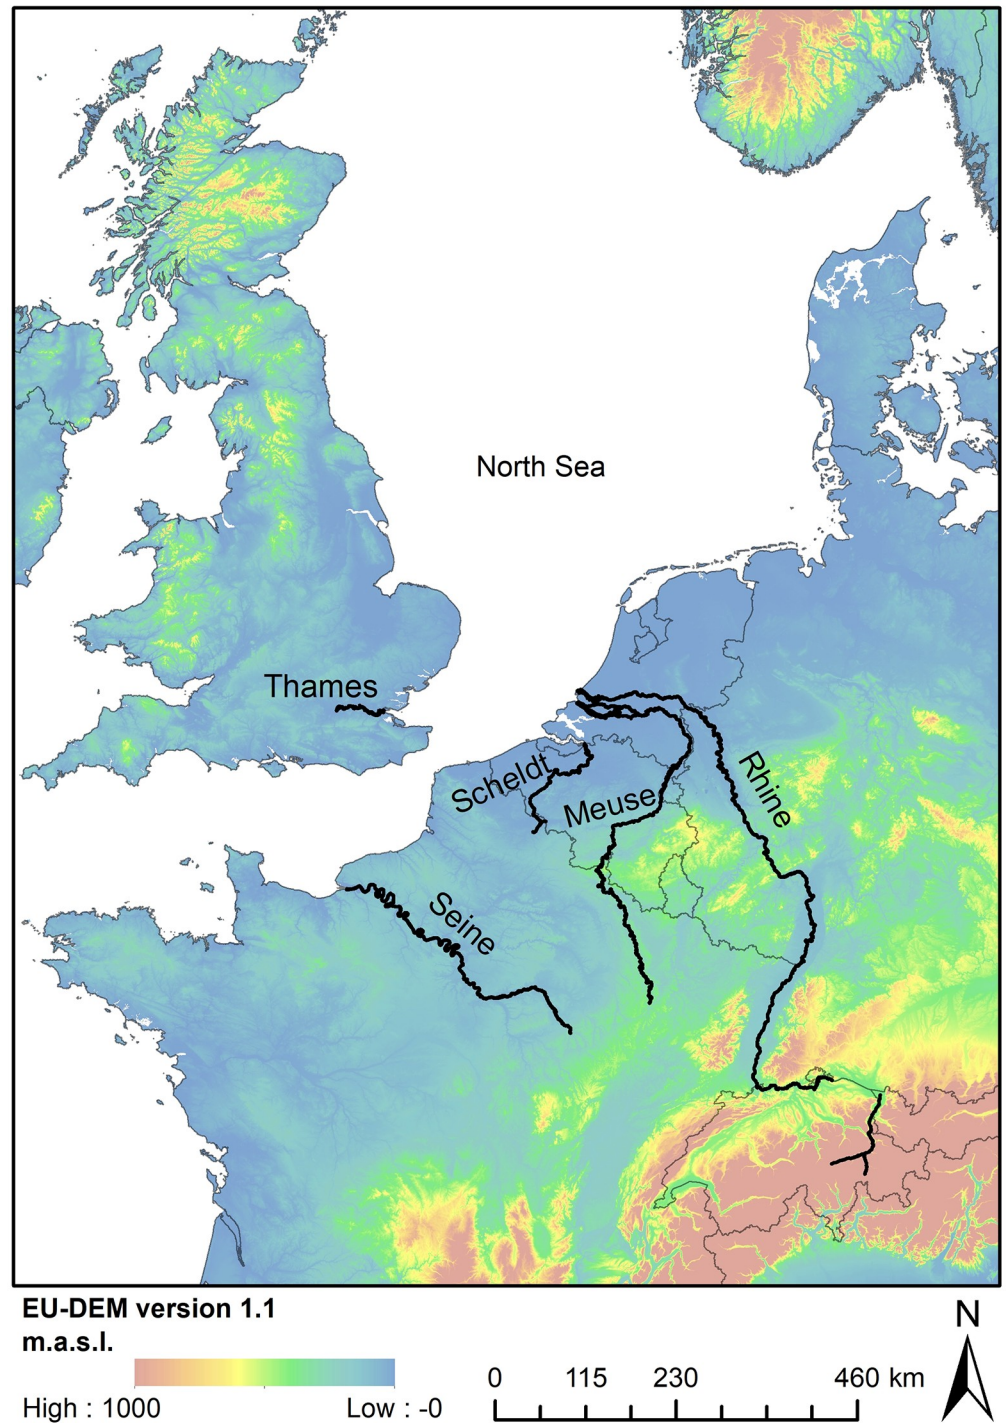 North Sea
Thames
Scheldt
Meuse
Rhine
Seine
EU-DEM version 1.1
m.a.s.l.
High : 1000
Low : -0
N
0 115 230 460 km